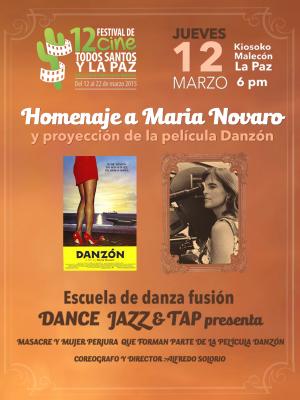 12 FESTIVAL DE
cine
TODOS SANTOS
Y LA PAZ
Del 12 al 22 de marzo 2015
JUEVES
12
MARZO
Kiosoko
Malecón
La Paz
6 pm
Homenaje a Maria Novaro
y proyección de la película Danzón
DANZÓN
Escuela de danza fusión
DANCE JAZZ & TAP presenta
MASACRE Y MUJER PERJURA QUE FORMAN PARTE DE LA PELÍCULA DANZÓN
COREOGRAFO Y DIRECTOR :ALFREDO SOLORIO